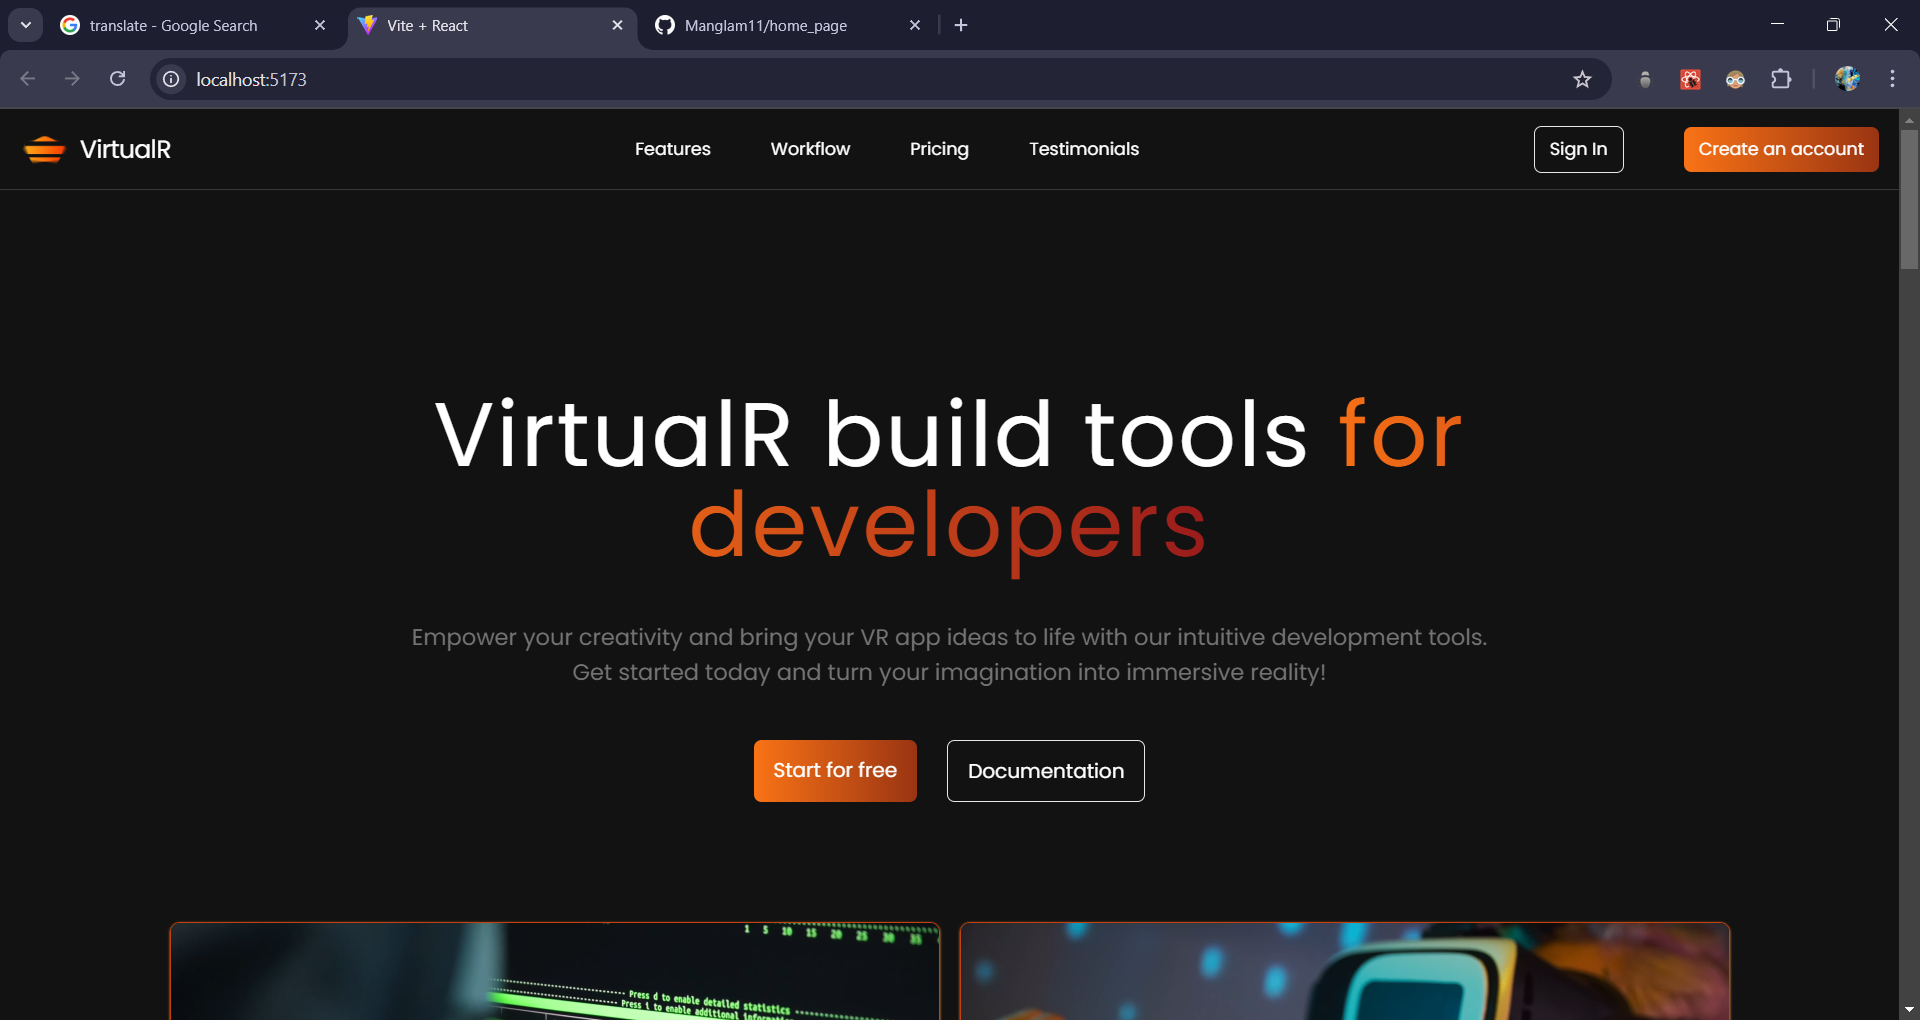 translate - Google Search
Vite + React
Manglam11/home_page
localhost:5173
VirtualR
Features
Workflow
Pricing
Testimonials
Sign In
Create an account
VirtualR build tools for
developers
Empower your creativity and bring your VR app ideas to life with our intuitive development tools.
Get started today and turn your imagination into immersive reality!
Start for free
Documentation
1 5 10 15 20 25 30 35
Press d to enable detailed statistics
Press i to enable additional